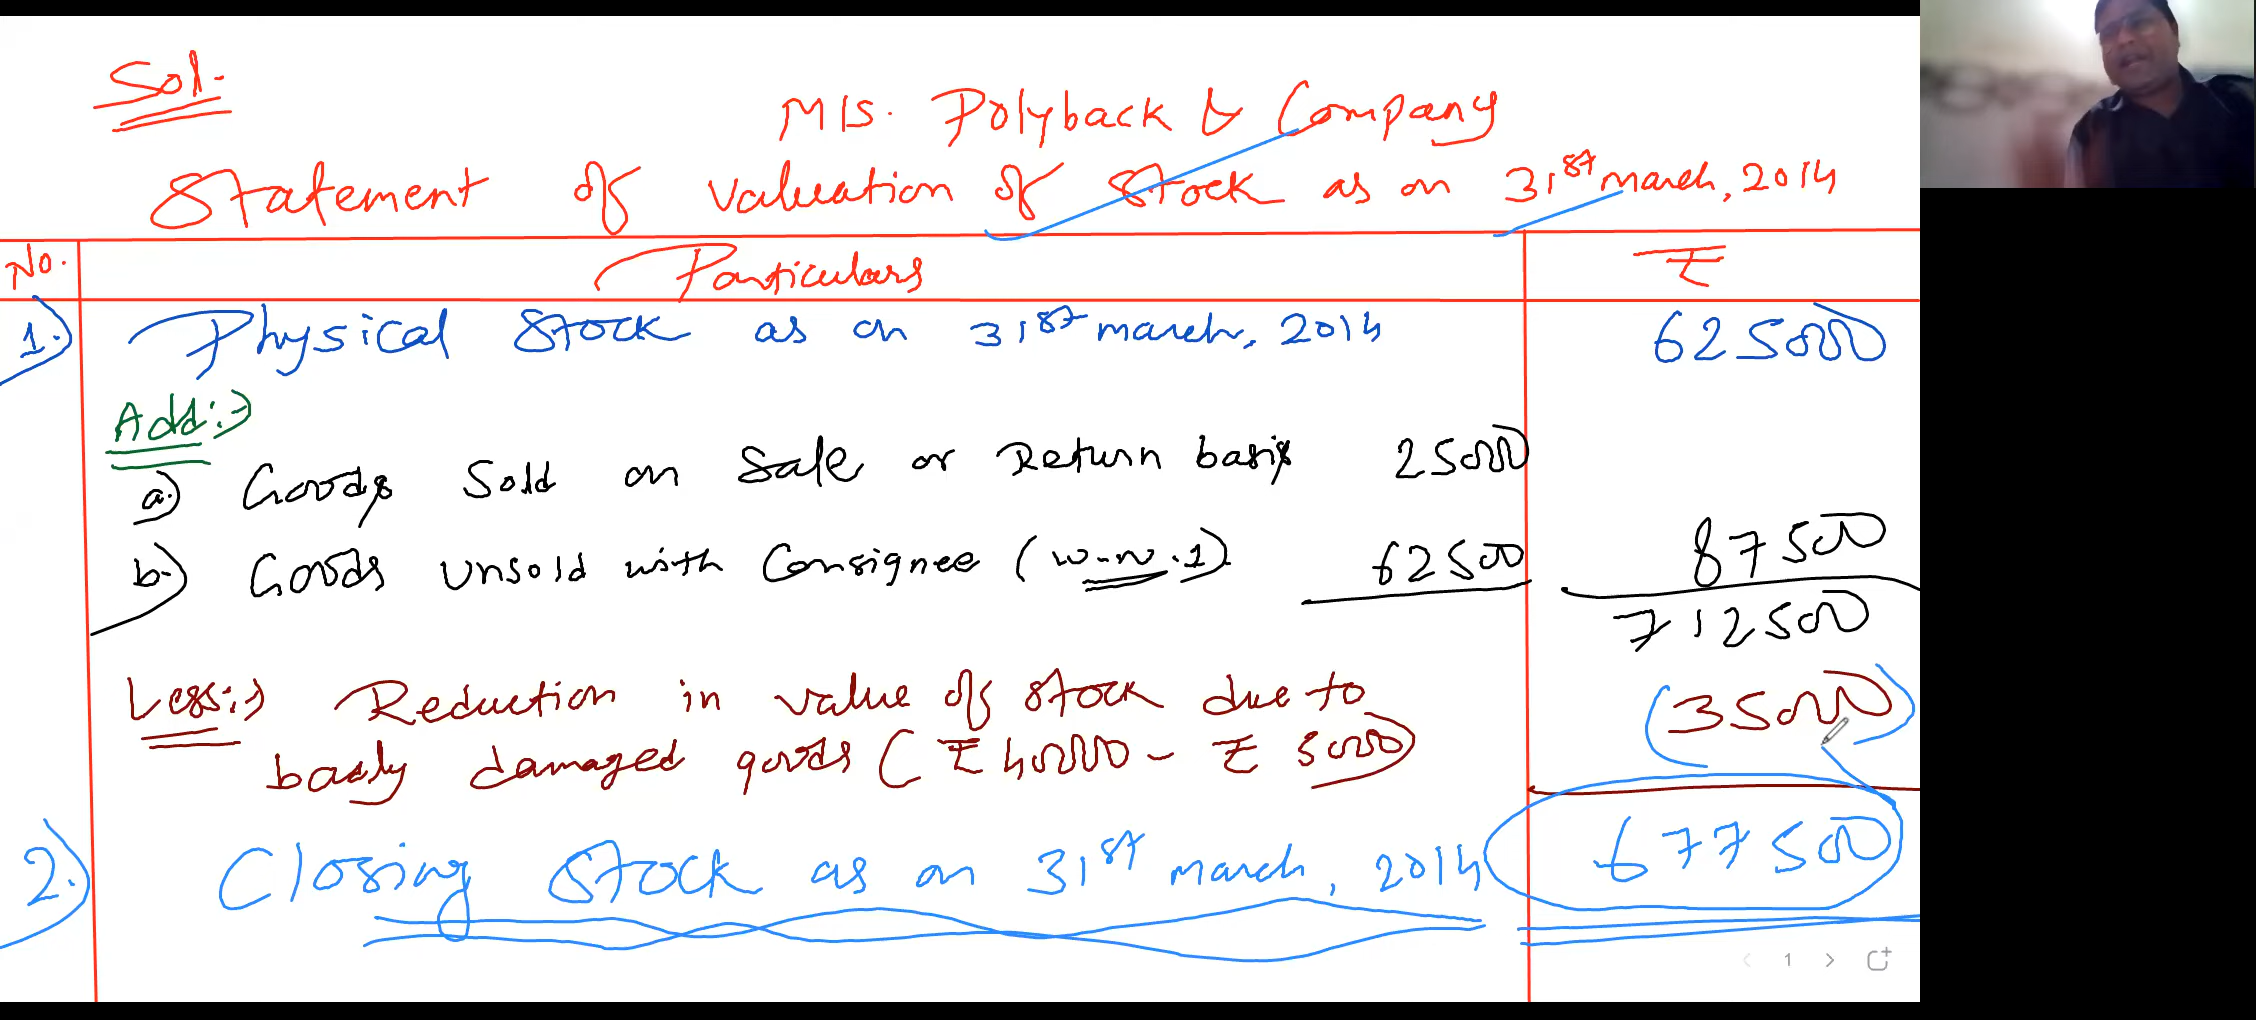 Sol.
M/s. Polyback & Company
Statement of valuation of Stock as on 31st march, 2014
No. Particulars ₹
1.) Physical Stock as on 31st march, 2014 625000
Add:→
a.) Goods Sold on Sale or Return basis 25000
b.) Goods unsold with Consignee (w.n.1) 62500 87500
712500
Less:→ Reduction in value of stock due to (35000)
badly damaged goods (₹ 40000 - ₹ 5000)
2.) Closing Stock as on 31st march, 2014 677500
1